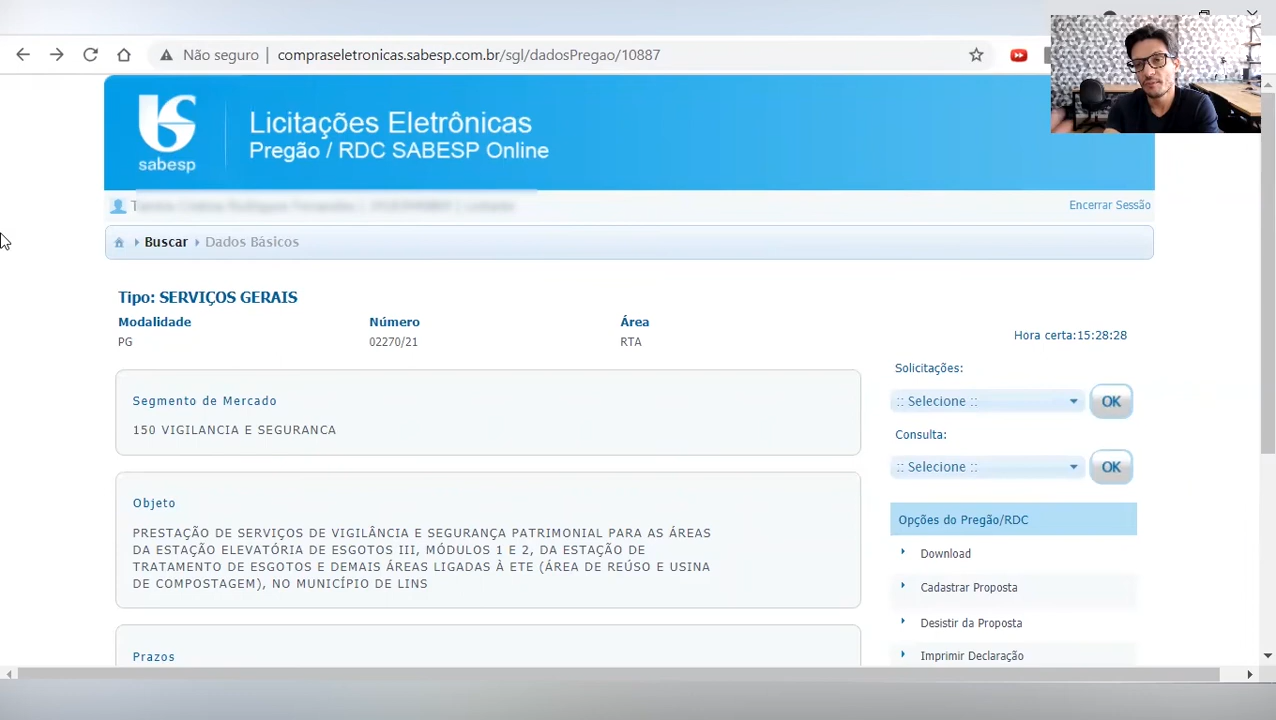 Não seguro | compraseletronicas.sabesp.com.br/sgl/dadosPregao/10887
sabesp
Licitações Eletrônicas
Pregão / RDC SABESP Online
Encerrar Sessão
Buscar Dados Básicos
Tipo: SERVIÇOS GERAIS
Modalidade Número Área
PG 02270/21 RTA
Hora certa:15:28:28
Segmento de Mercado
150 VIGILANCIA E SEGURANCA
Objeto
PRESTAÇÃO DE SERVIÇOS DE VIGILÂNCIA E SEGURANÇA PATRIMONIAL PARA AS ÁREAS
DA ESTAÇÃO ELEVATÓRIA DE ESGOTOS III, MÓDULOS 1 E 2, DA ESTAÇÃO DE
TRATAMENTO DE ESGOTOS E DEMAIS ÁREAS LIGADAS À ETE (ÁREA DE REÚSO E USINA
DE COMPOSTAGEM), NO MUNICÍPIO DE LINS
Prazos
Solicitações:
:: Selecione :: OK
Consulta:
:: Selecione :: OK
Opções do Pregão/RDC
Download
Cadastrar Proposta
Desistir da Proposta
Imprimir Declaração